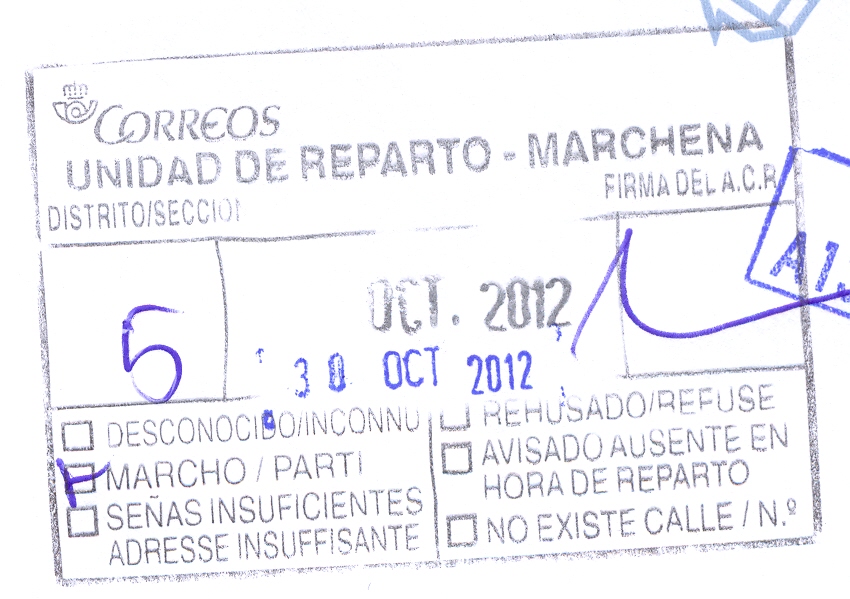 CORREOS
UNIDAD DE REPARTO - MARCHENA
FIRMA DEL A.C.R
DISTRITO/SECCION
5
OCT. 2012
30 OCT 2012
DESCONOCIDO/INCONNU
MARCHO / PARTI
SEÑAS INSUFICIENTES
ADRESSE INSUFFISANTE
REHUSADO/REFUSE
AVISADO AUSENTE EN
HORA DE REPARTO
NO EXISTE CALLE / N.º